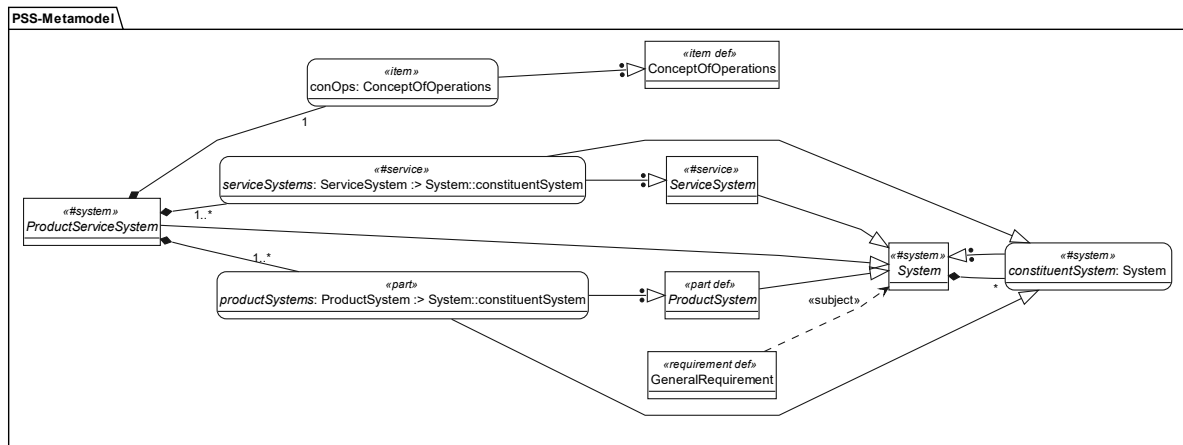 PSS-Metamodel
«item»
conOps: ConceptOfOperations
«item def»
ConceptOfOperations
1
«#service»
serviceSystems: ServiceSystem :> System::constituentSystem
«#service»
ServiceSystem
1..*
«#system»
ProductServiceSystem
1..*
«#system»
System
«#system»
constituentSystem: System
*
«part»
productSystems: ProductSystem :> System::constituentSystem
«part def»
ProductSystem
«subject»
«requirement def»
GeneralRequirement